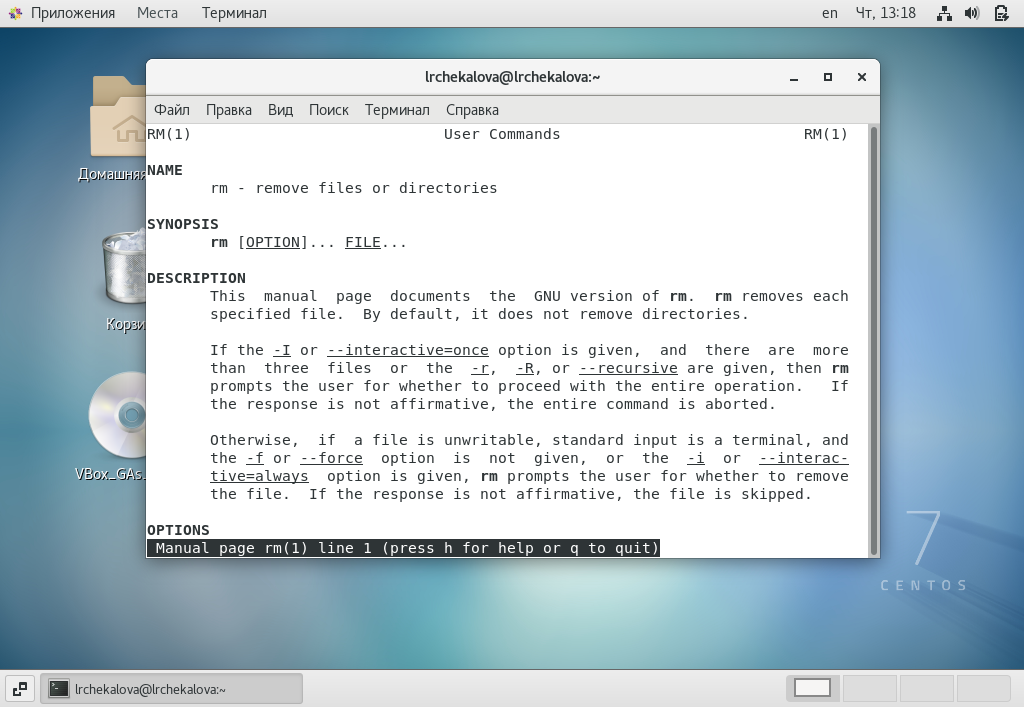 Приложения Места Терминал en Чт, 13:18
lrchekalova@lrchekalova:~
Файл Правка Вид Поиск Терминал Справка
RM(1) User Commands RM(1)
NAME
rm - remove files or directories
SYNOPSIS
rm [OPTION]... FILE...
DESCRIPTION
This manual page documents the GNU version of rm. rm removes each
specified file. By default, it does not remove directories.
If the -I or --interactive=once option is given, and there are more
than three files or the -r, -R, or --recursive are given, then rm
prompts the user for whether to proceed with the entire operation. If
the response is not affirmative, the entire command is aborted.
Otherwise, if a file is unwritable, standard input is a terminal, and
the -f or --force option is not given, or the -i or --interac-
tive=always option is given, rm prompts the user for whether to remove
the file. If the response is not affirmative, the file is skipped.
OPTIONS
Manual page rm(1) line 1 (press h for help or q to quit)
Домашняя
Корзи
VBox_GAs.
7
CENTOS
lrchekalova@lrchekalova:~